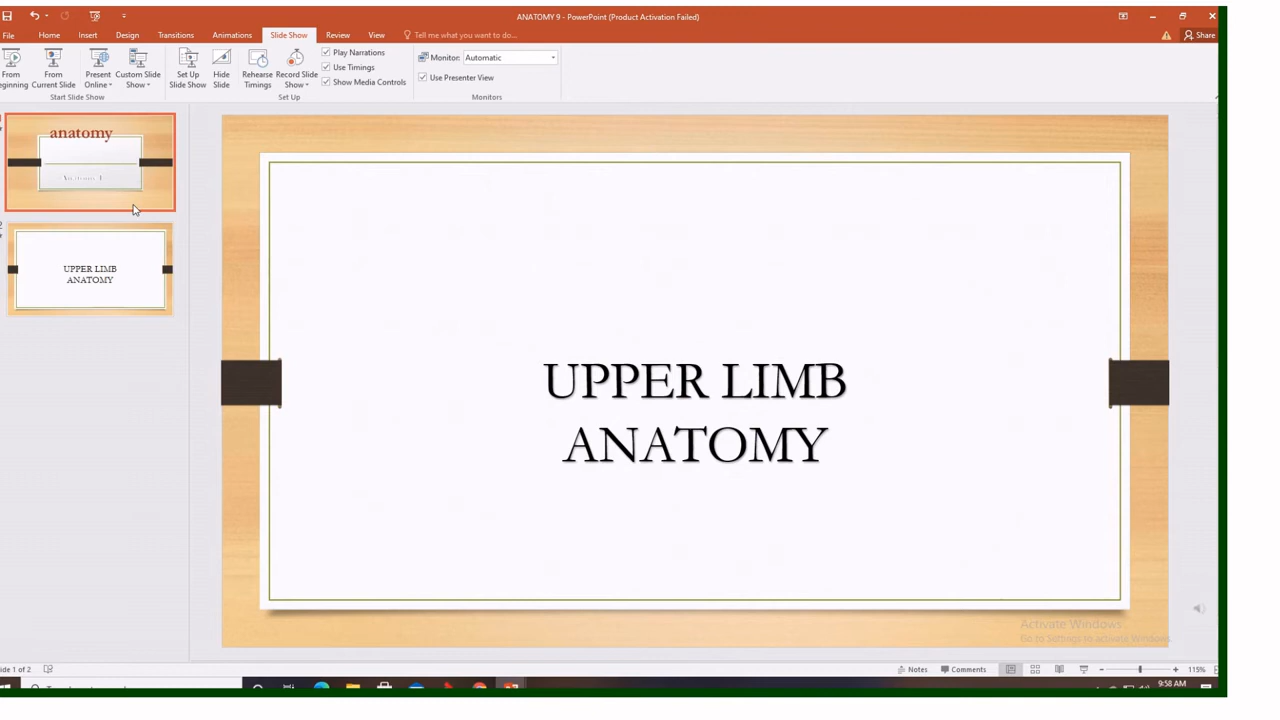 ANATOMY 9 - PowerPoint (Product Activation Failed)
File Home Insert Design Transitions Animations Slide Show Review View Tell me what you want to do... Share
From
eginning
From
Current Slide
Present
Online
Custom Slide
Show
Set Up
Slide Show
Hide
Slide
Rehearse
Timings
Record Slide
Show
Play Narrations
Use Timings
Show Media Controls
Monitor: Automatic
Use Presenter View
Start Slide Show Set Up Monitors
anatomy
2
UPPER LIMB
ANATOMY
UPPER LIMB
ANATOMY
Activate Windows
Go to Settings to activate Windows.
lide 1 of 2 Notes Comments 115%
9:58 AM